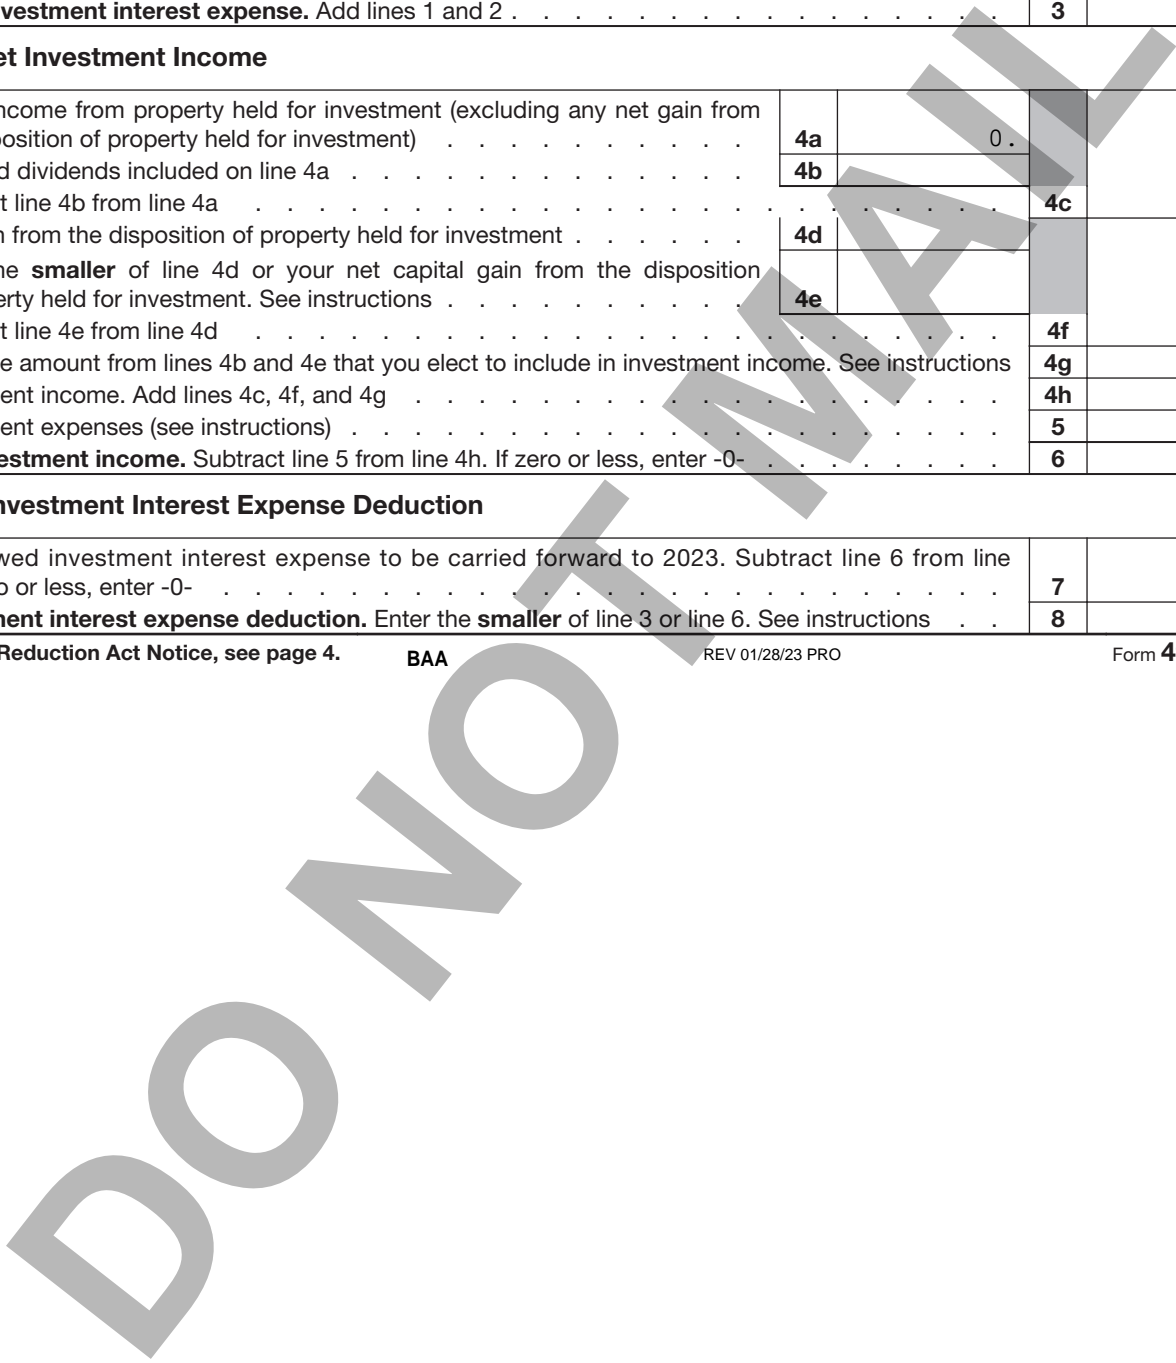 vestment interest expense. Add lines 1 and 2 . . . . . . . . . . . . . . . . 3
et Investment Income
ncome from property held for investment (excluding any net gain from
position of property held for investment) . . . . . . . . . . 4a 0.
d dividends included on line 4a . . . . . . . . . . . . . 4b
t line 4b from line 4a . . . . . . . . . . . . . . . . . . . . . . . . 4c
n from the disposition of property held for investment . . . . . . 4d
he smaller of line 4d or your net capital gain from the disposition
erty held for investment. See instructions . . . . . . . . . . 4e
t line 4e from line 4d . . . . . . . . . . . . . . . . . . . . . . . . 4f
e amount from lines 4b and 4e that you elect to include in investment income. See instructions 4g
ent income. Add lines 4c, 4f, and 4g . . . . . . . . . . . . . . . . . . . 4h
ent expenses (see instructions) . . . . . . . . . . . . . . . . . . . . . 5
estment income. Subtract line 5 from line 4h. If zero or less, enter -0- . . . . . . . . 6
nvestment Interest Expense Deduction
wed investment interest expense to be carried forward to 2023. Subtract line 6 from line
o or less, enter -0- . . . . . . . . . . . . . . . . . . . . . . . . . 7
ment interest expense deduction. Enter the smaller of line 3 or line 6. See instructions . . 8
Reduction Act Notice, see page 4. BAA REV 01/28/23 PRO Form 4
DO NOT MAIL